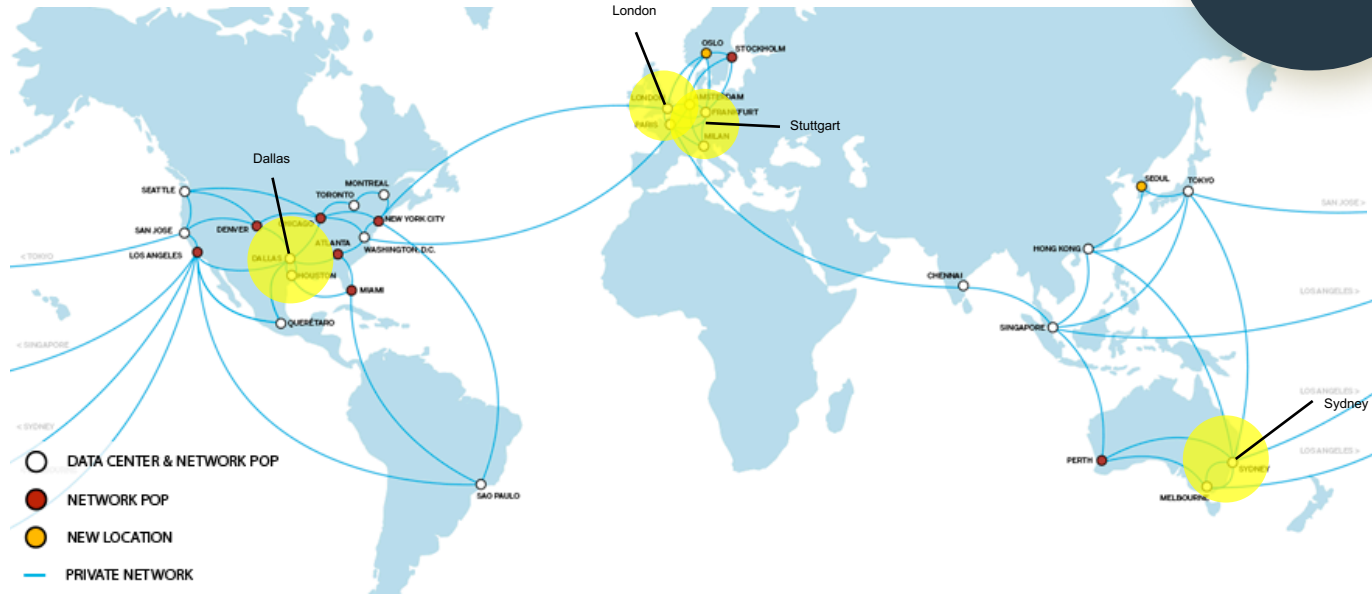 London
OSLO
STOCKHOLM
LONDON
AMSTERDAM
FRANKFURT
PARIS
Stuttgart
MILAN
Dallas
SEATTLE
MONTREAL
TORONTO
CHICAGO
NEW YORK CITY
DENVER
SAN JOSE
ATLANTA
WASHINGTON, D.C.
LOS ANGELES
DALLAS
HOUSTON
MIAMI
QUERÉTARO
< TOKYO
< SINGAPORE
< SYDNEY
SAO PAULO
SEOUL
TOKYO
SAN JOSE >
HONG KONG
CHENNAI
LOS ANGELES >
SINGAPORE
LOS ANGELES >
Sydney
LOS ANGELES >
PERTH
SYDNEY
MELBOURNE
DATA CENTER & NETWORK POP
NETWORK POP
NEW LOCATION
PRIVATE NETWORK